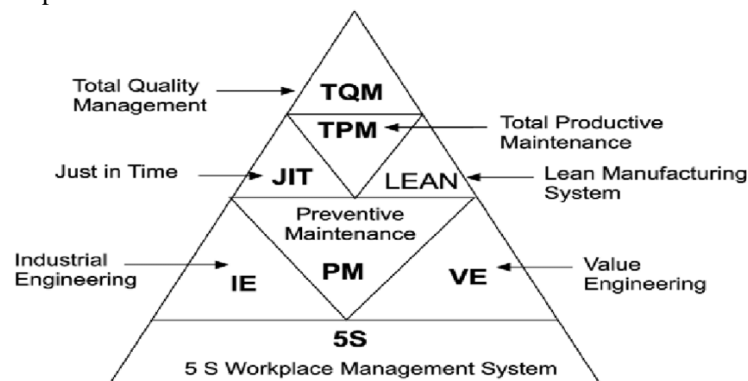 Total Quality
Management
TQM
TPM
Total Productive
Maintenance
Just in Time
JIT
LEAN
Lean Manufacturing
System
Preventive
Maintenance
Industrial
Engineering
IE
PM
VE
Value
Engineering
5S
5 S Workplace Management System